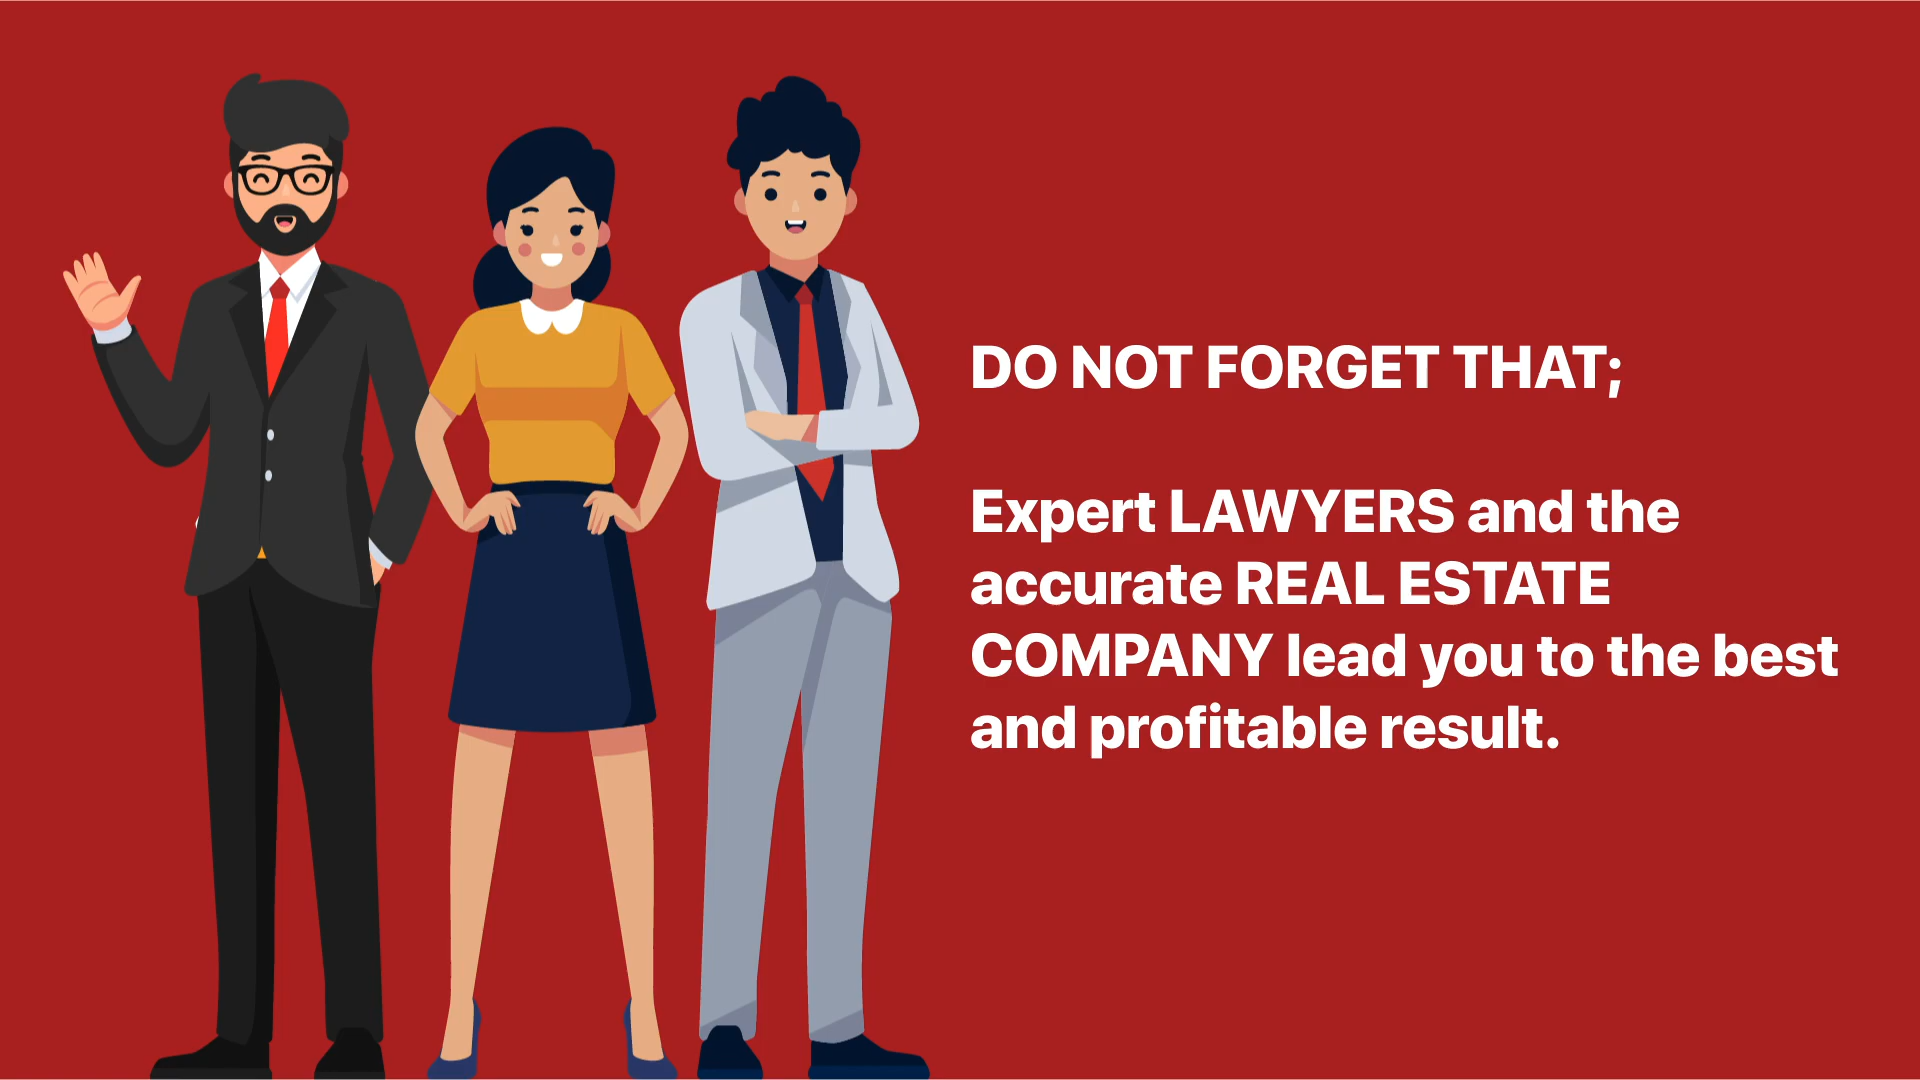 DO NOT FORGET THAT;
Expert LAWYERS and the
accurate REAL ESTATE
COMPANY lead you to the best
and profitable result.